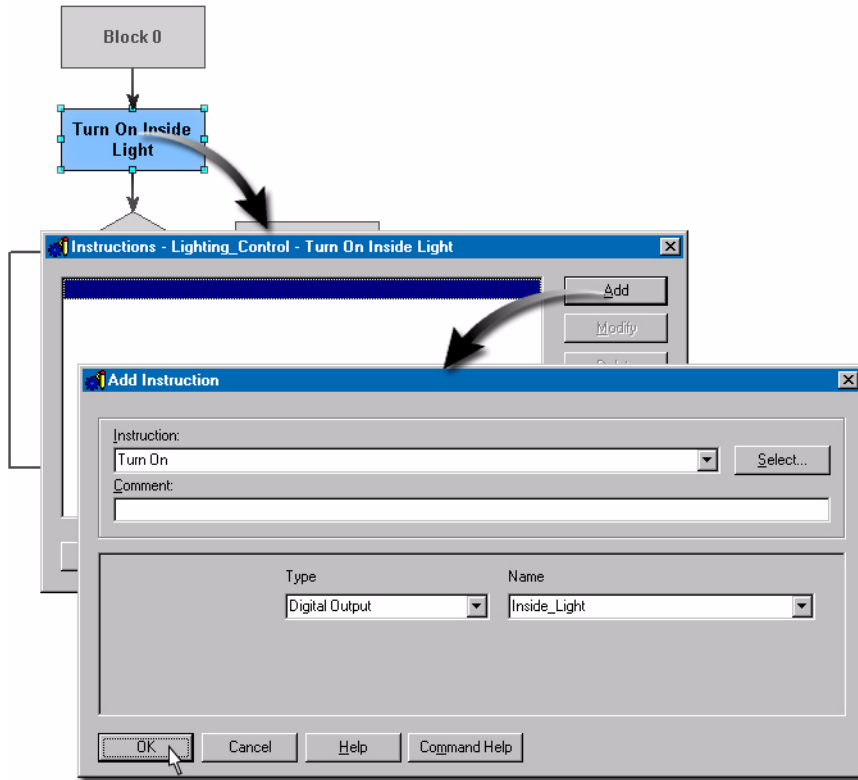 Block 0
Turn On Inside
Light
Instructions - Lighting_Control - Turn On Inside Light
Add
Modify
Add Instruction
Instruction:
Turn On
Select...
Comment:
Type
Name
Digital Output
Inside_Light
OK
Cancel
Help
Command Help